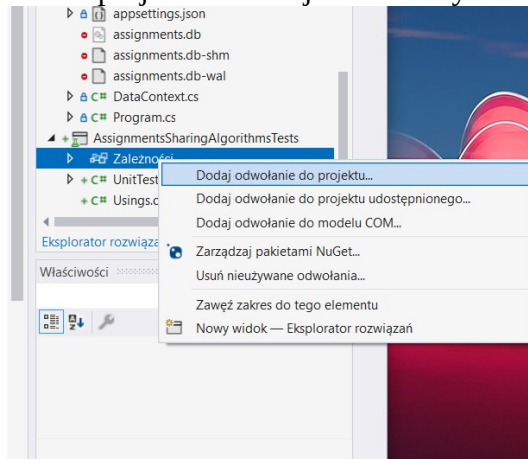 appsettings.json
assignments.db
assignments.db-shm
assignments.db-wal
C# DataContext.cs
C# Program.cs
AssignmentsSharingAlgorithmsTests
Zależności
C# UnitTest
C# Usings.c
Dodaj odwołanie do projektu...
Dodaj odwołanie do projektu udostępnionego...
Dodaj odwołanie do modelu COM...
Eksplorator rozwiąza
Zarządzaj pakietami NuGet...
Właściwości
Usuń nieużywane odwołania...
Zawęź zakres do tego elementu
Nowy widok — Eksplorator rozwiązań